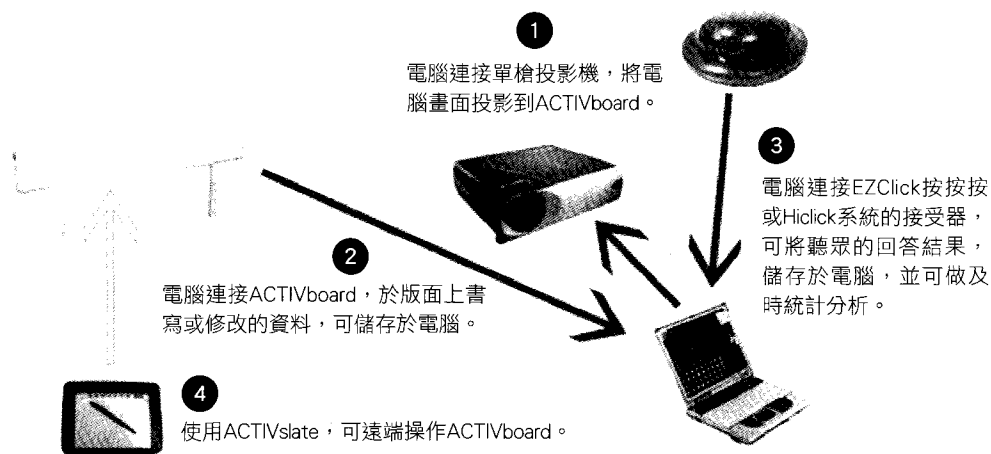 1
電腦連接單槍投影機,將電
腦畫面投影到ACTIVboard。
2
電腦連接ACTIVboard,於版面上書
寫或修改的資料,可儲存於電腦。
3
電腦連接EZClick按按按
或Hiclick系統的接受器,
可將聽眾的回答結果,
儲存於電腦,並可做及
時統計分析。
4
使用ACTIVslate,可遠端操作ACTIVboard。